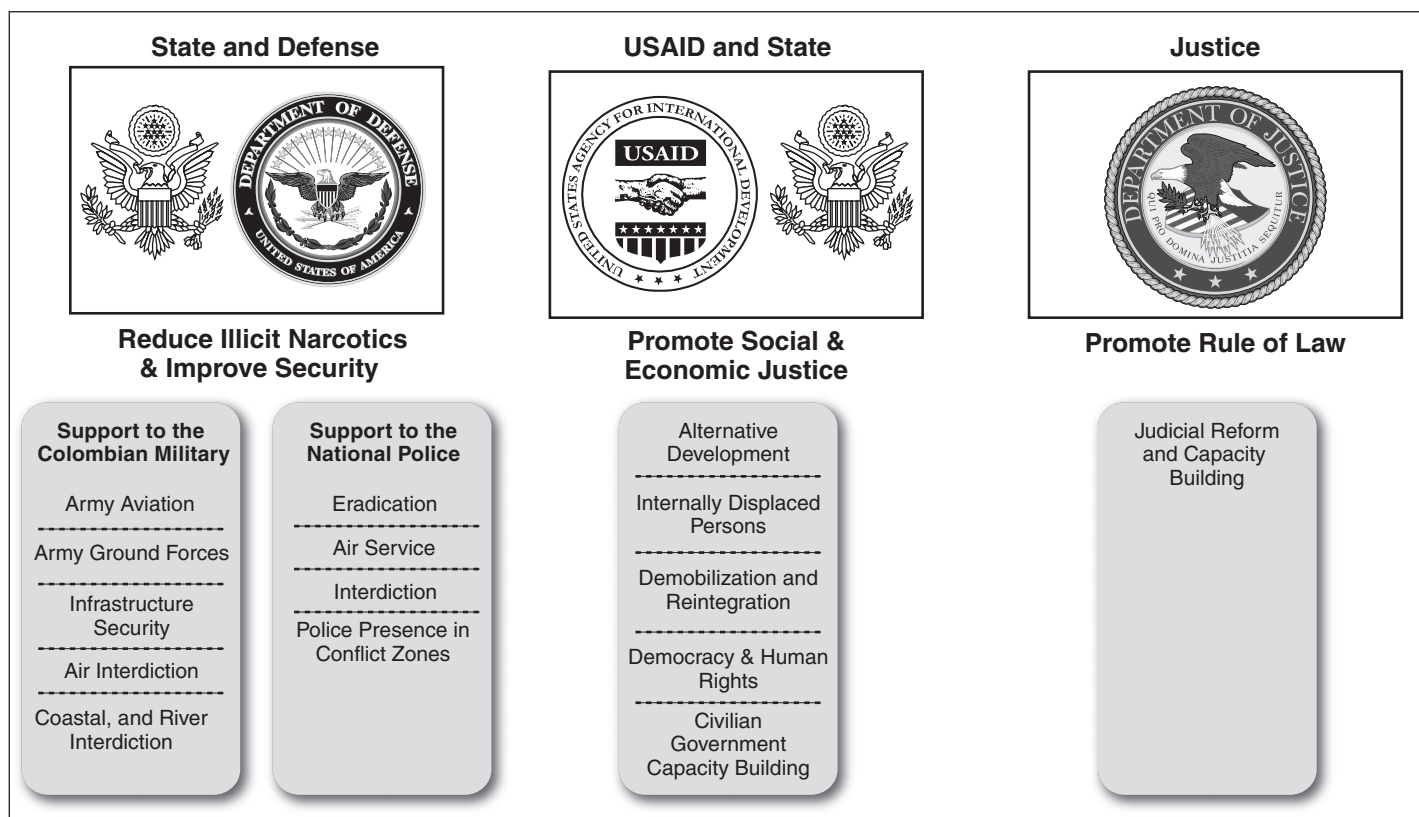 State and Defense
DEPARTMENT OF DEFENSE
UNITED STATES OF AMERICA
Reduce Illicit Narcotics
& Improve Security
Support to the
Colombian Military
Army Aviation
Army Ground Forces
Infrastructure
Security
Air Interdiction
Coastal, and River
Interdiction
Support to the
National Police
Eradication
Air Service
Interdiction
Police Presence in
Conflict Zones
USAID and State
UNITED STATES AGENCY FOR INTERNATIONAL DEVELOPMENT
USAID
Promote Social &
Economic Justice
Alternative
Development
Internally Displaced
Persons
Demobilization and
Reintegration
Democracy & Human
Rights
Civilian
Government
Capacity Building
Justice
DEPARTMENT OF JUSTICE
QUI PRO DOMINA JUSTITIA SEQUITUR
Promote Rule of Law
Judicial Reform
and Capacity
Building